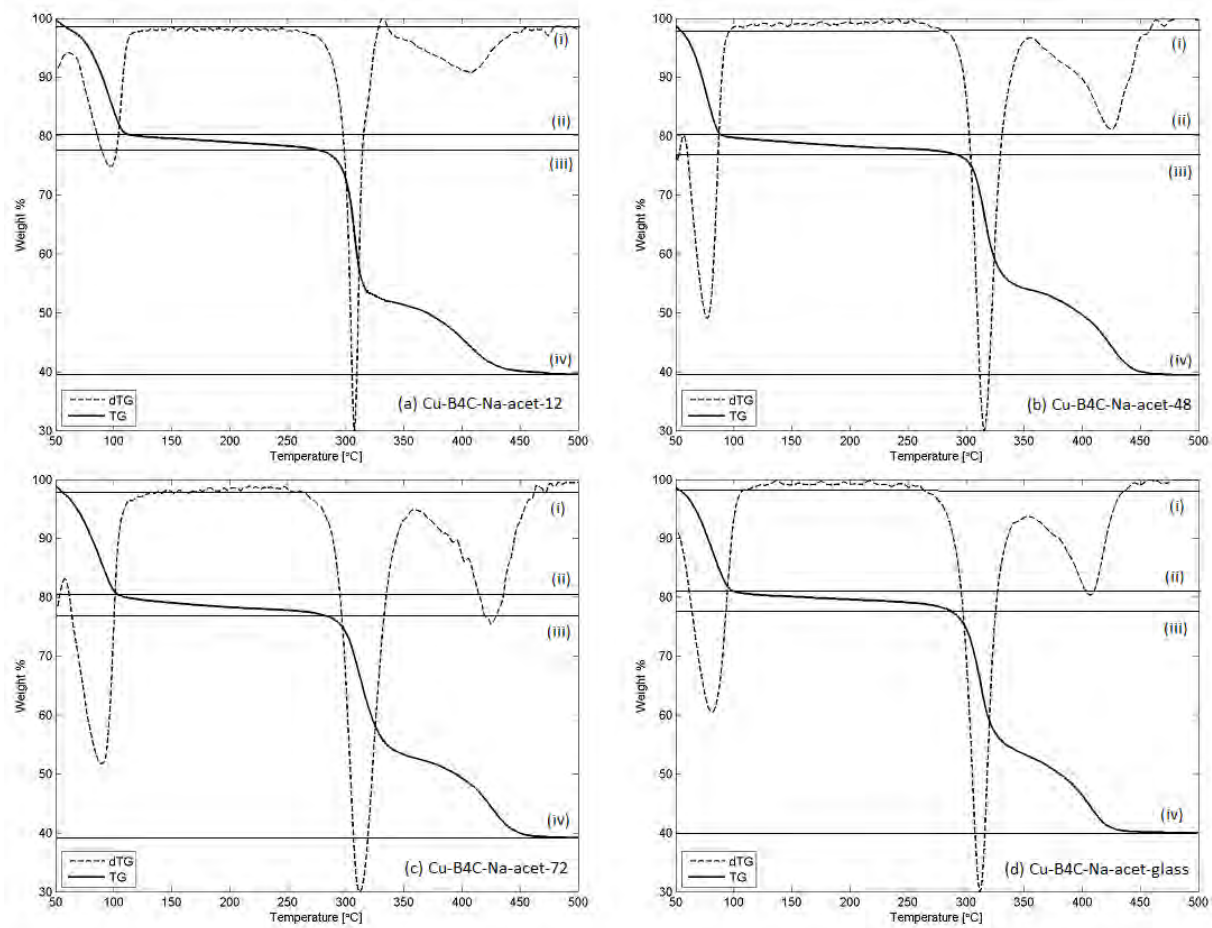 100
90
80
70
60
50
40
30
Weight %
(i)
(ii)
(iii)
(iv)
dTG
TG
(a) Cu-B4C-Na-acet-12
50 100 150 200 250 300 350 400 450 500
Temperature [°C]
100
90
80
70
60
50
40
30
Weight %
(i)
(ii)
(iii)
(iv)
dTG
TG
(b) Cu-B4C-Na-acet-48
50 100 150 200 250 300 350 400 450 500
Temperature [°C]
100
90
80
70
60
50
40
30
Weight %
(i)
(ii)
(iii)
(iv)
dTG
TG
(c) Cu-B4C-Na-acet-72
50 100 150 200 250 300 350 400 450 500
Temperature [°C]
100
90
80
70
60
50
40
30
Weight %
(i)
(ii)
(iii)
(iv)
dTG
TG
(d) Cu-B4C-Na-acet-glass
50 100 150 200 250 300 350 400 450 500
Temperature [°C]